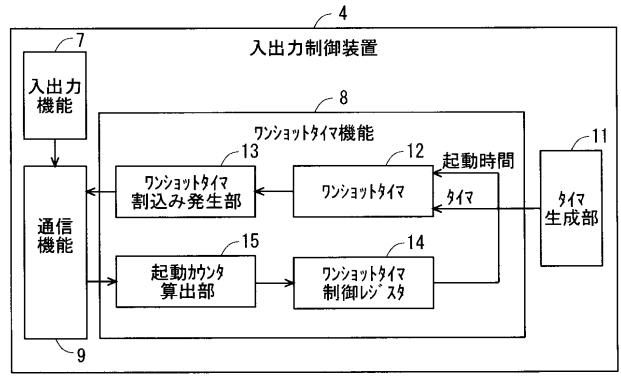 4
入出力制御装置
7
入出力
機能
8
ﾜﾝｼｮｯﾄﾀｲﾏ機能
13
ﾜﾝｼｮｯﾄﾀｲﾏ
割込み発生部
12
ﾜﾝｼｮｯﾄﾀｲﾏ
起動時間
ﾀｲﾏ
11
ﾀｲﾏ
生成部
通信
機能
9
15
起動ｶｳﾝﾀ
算出部
14
ﾜﾝｼｮｯﾄﾀｲﾏ
制御ﾚｼﾞｽﾀ